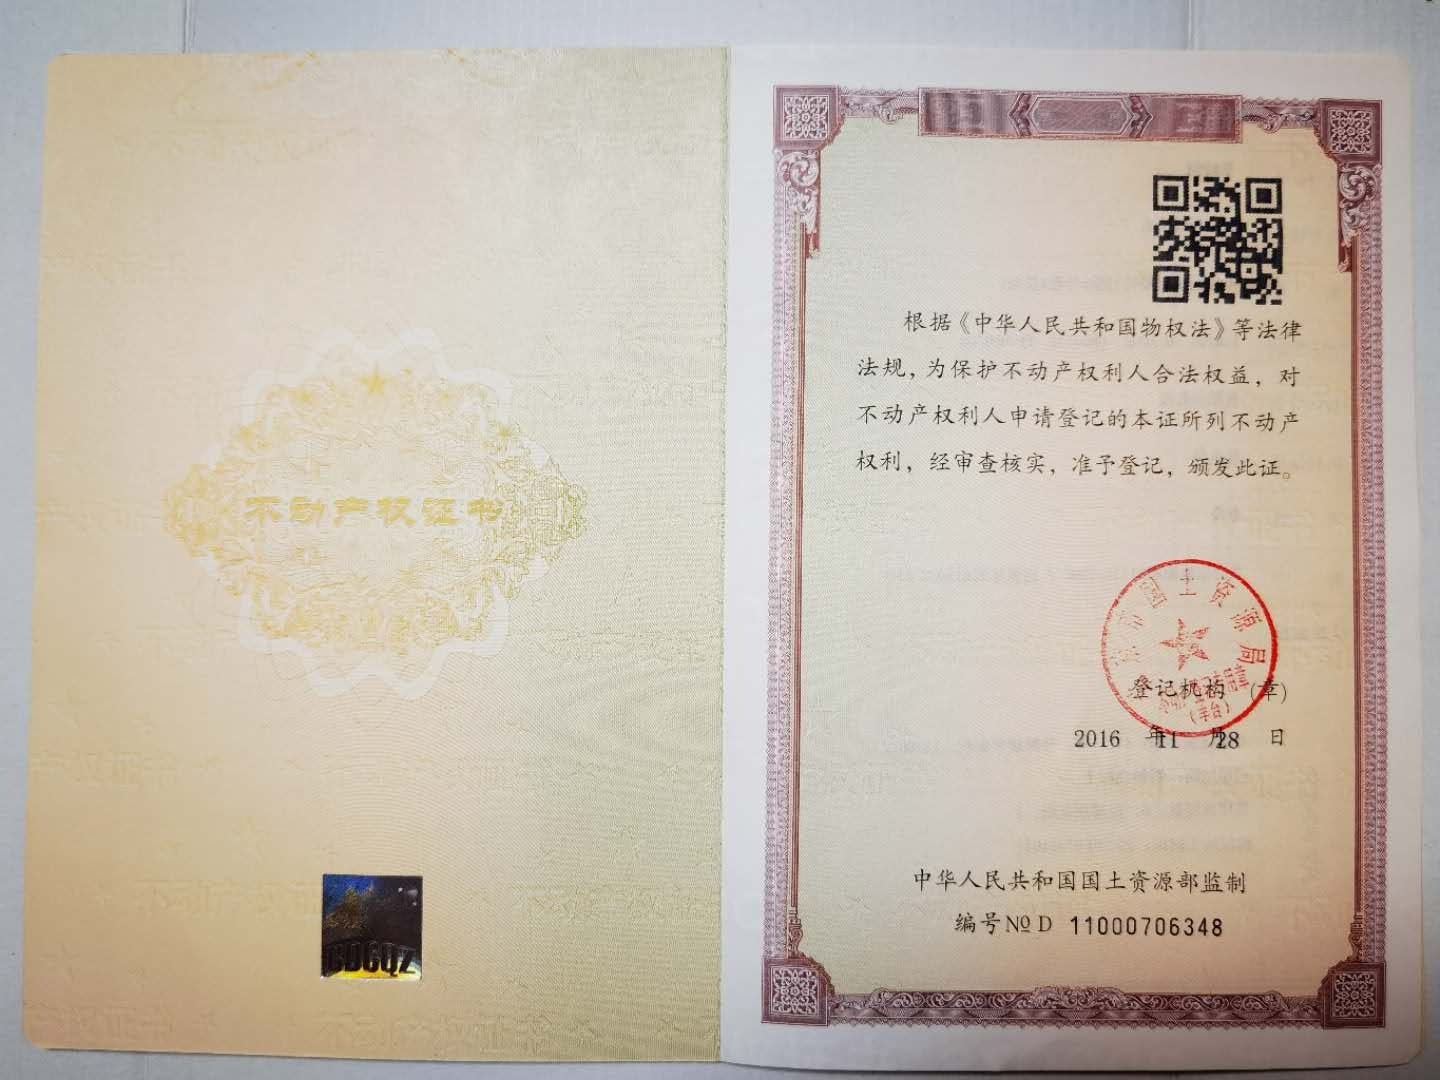 不动产权证书
BDCQZ
根据《中华人民共和国物权法》等法律
法规，为保护不动产权利人合法权益，对
不动产权利人申请登记的本证所列不动产
权利，经审查核实，准予登记，颁发此证。
国土资源局
(丰台)
登记机构 (章)
2016 年 11 月 28 日
中华人民共和国国土资源部监制
编号№ D 11000706348